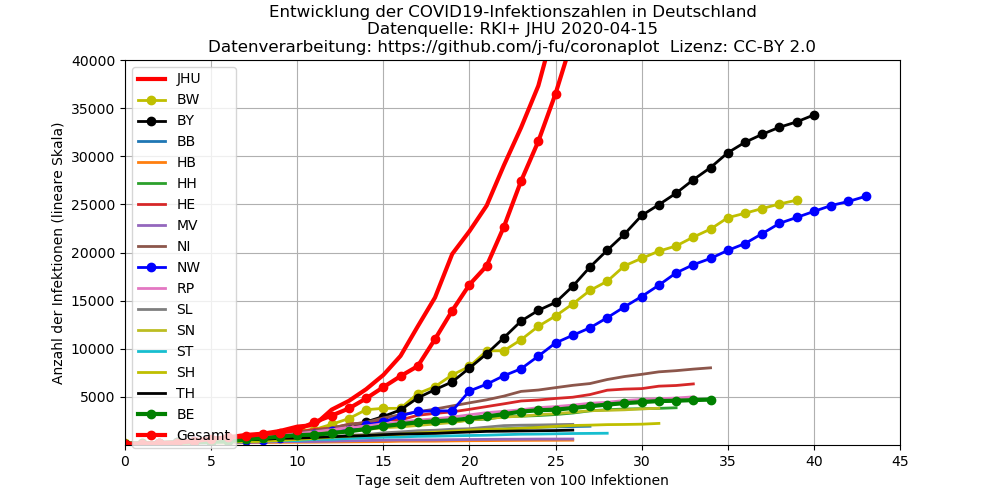 Entwicklung der COVID19-Infektionszahlen in Deutschland
Datenquelle: RKI+ JHU 2020-04-15
Datenverarbeitung: https://github.com/j-fu/coronaplot Lizenz: CC-BY 2.0
Anzahl der Infektionen (lineare Skala)
40000
35000
30000
25000
20000
15000
10000
5000
JHU
BW
BY
BB
HB
HH
HE
MV
NI
NW
RP
SL
SN
ST
SH
TH
BE
Gesamt
0 5 10 15 20 25 30 35 40 45
Tage seit dem Auftreten von 100 Infektionen